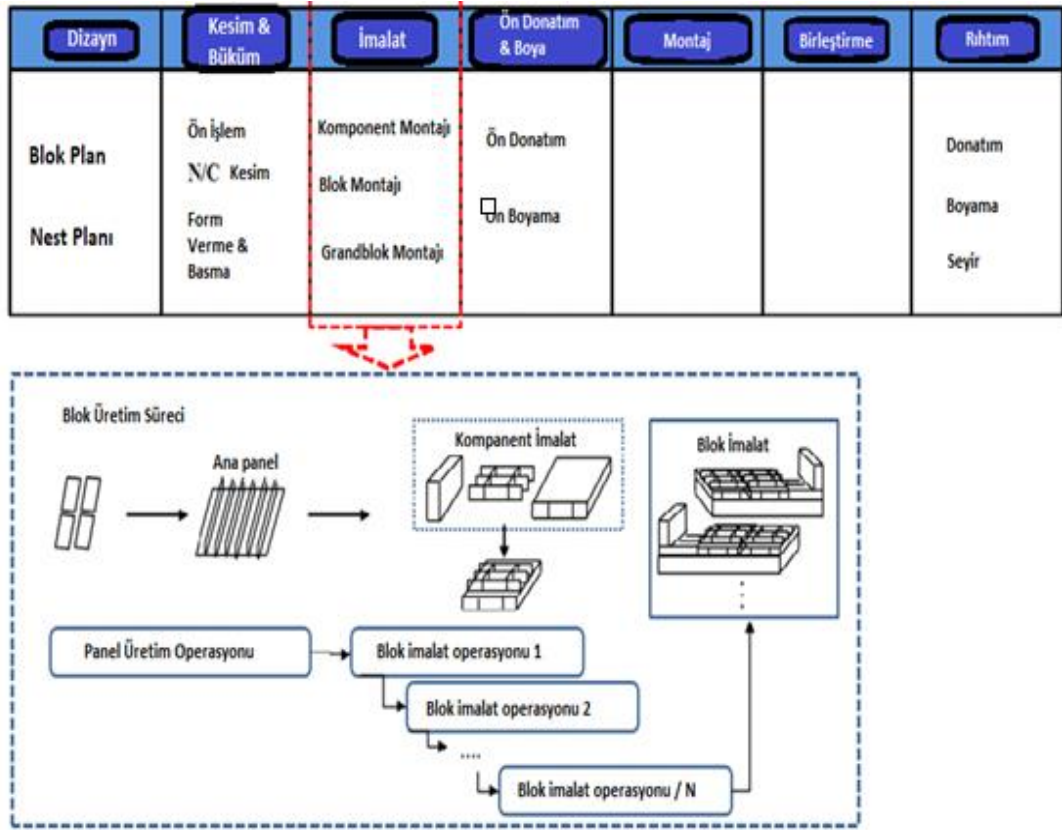 Dizayn
Kesim &
Büküm
İmalat
Ön Donatım
& Boya
Montaj
Birleştirme
Rıhtım
Blok Plan
Nest Planı
Ön İşlem
N/C Kesim
Form
Verme &
Basma
Komponent Montajı
Blok Montajı
Grandblok Montajı
Ön Donatım
Ön Boyama
Donatım
Boyama
Seyir
Blok Üretim Süreci
Ana panel
Kompanent İmalat
Blok İmalat
Panel Üretim Operasyonu
Blok imalat operasyonu 1
Blok imalat operasyonu 2
....
Blok imalat operasyonu / N